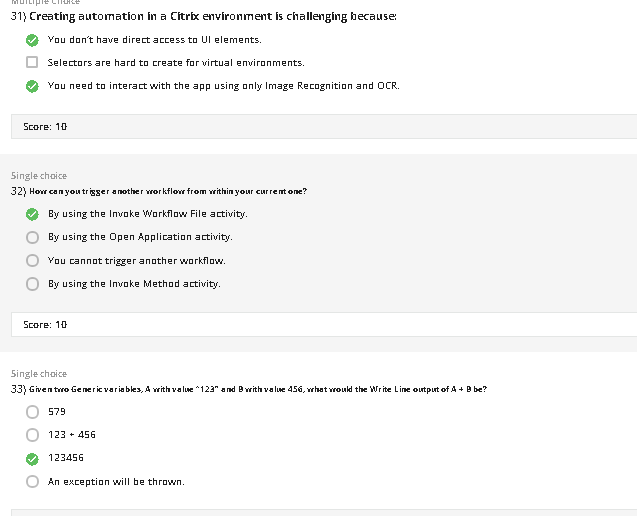 Multiple Choice
31) Creating automation in a Citrix environment is challenging because:
You don't have direct access to UI elements.
Selectors are hard to create for virtual environments.
You need to interact with the app using only Image Recognition and OCR.
Score: 10
Single choice
32) How can you trigger another workflow from within your current one?
By using the Invoke Workflow File activity.
By using the Open Application activity.
You cannot trigger another workflow.
By using the Invoke Method activity.
Score: 10
Single choice
33) Given two Generic variables, A with value "123" and B with value 456, what would the Write Line output of A + B be?
579
123 + 456
123456
An exception will be thrown.